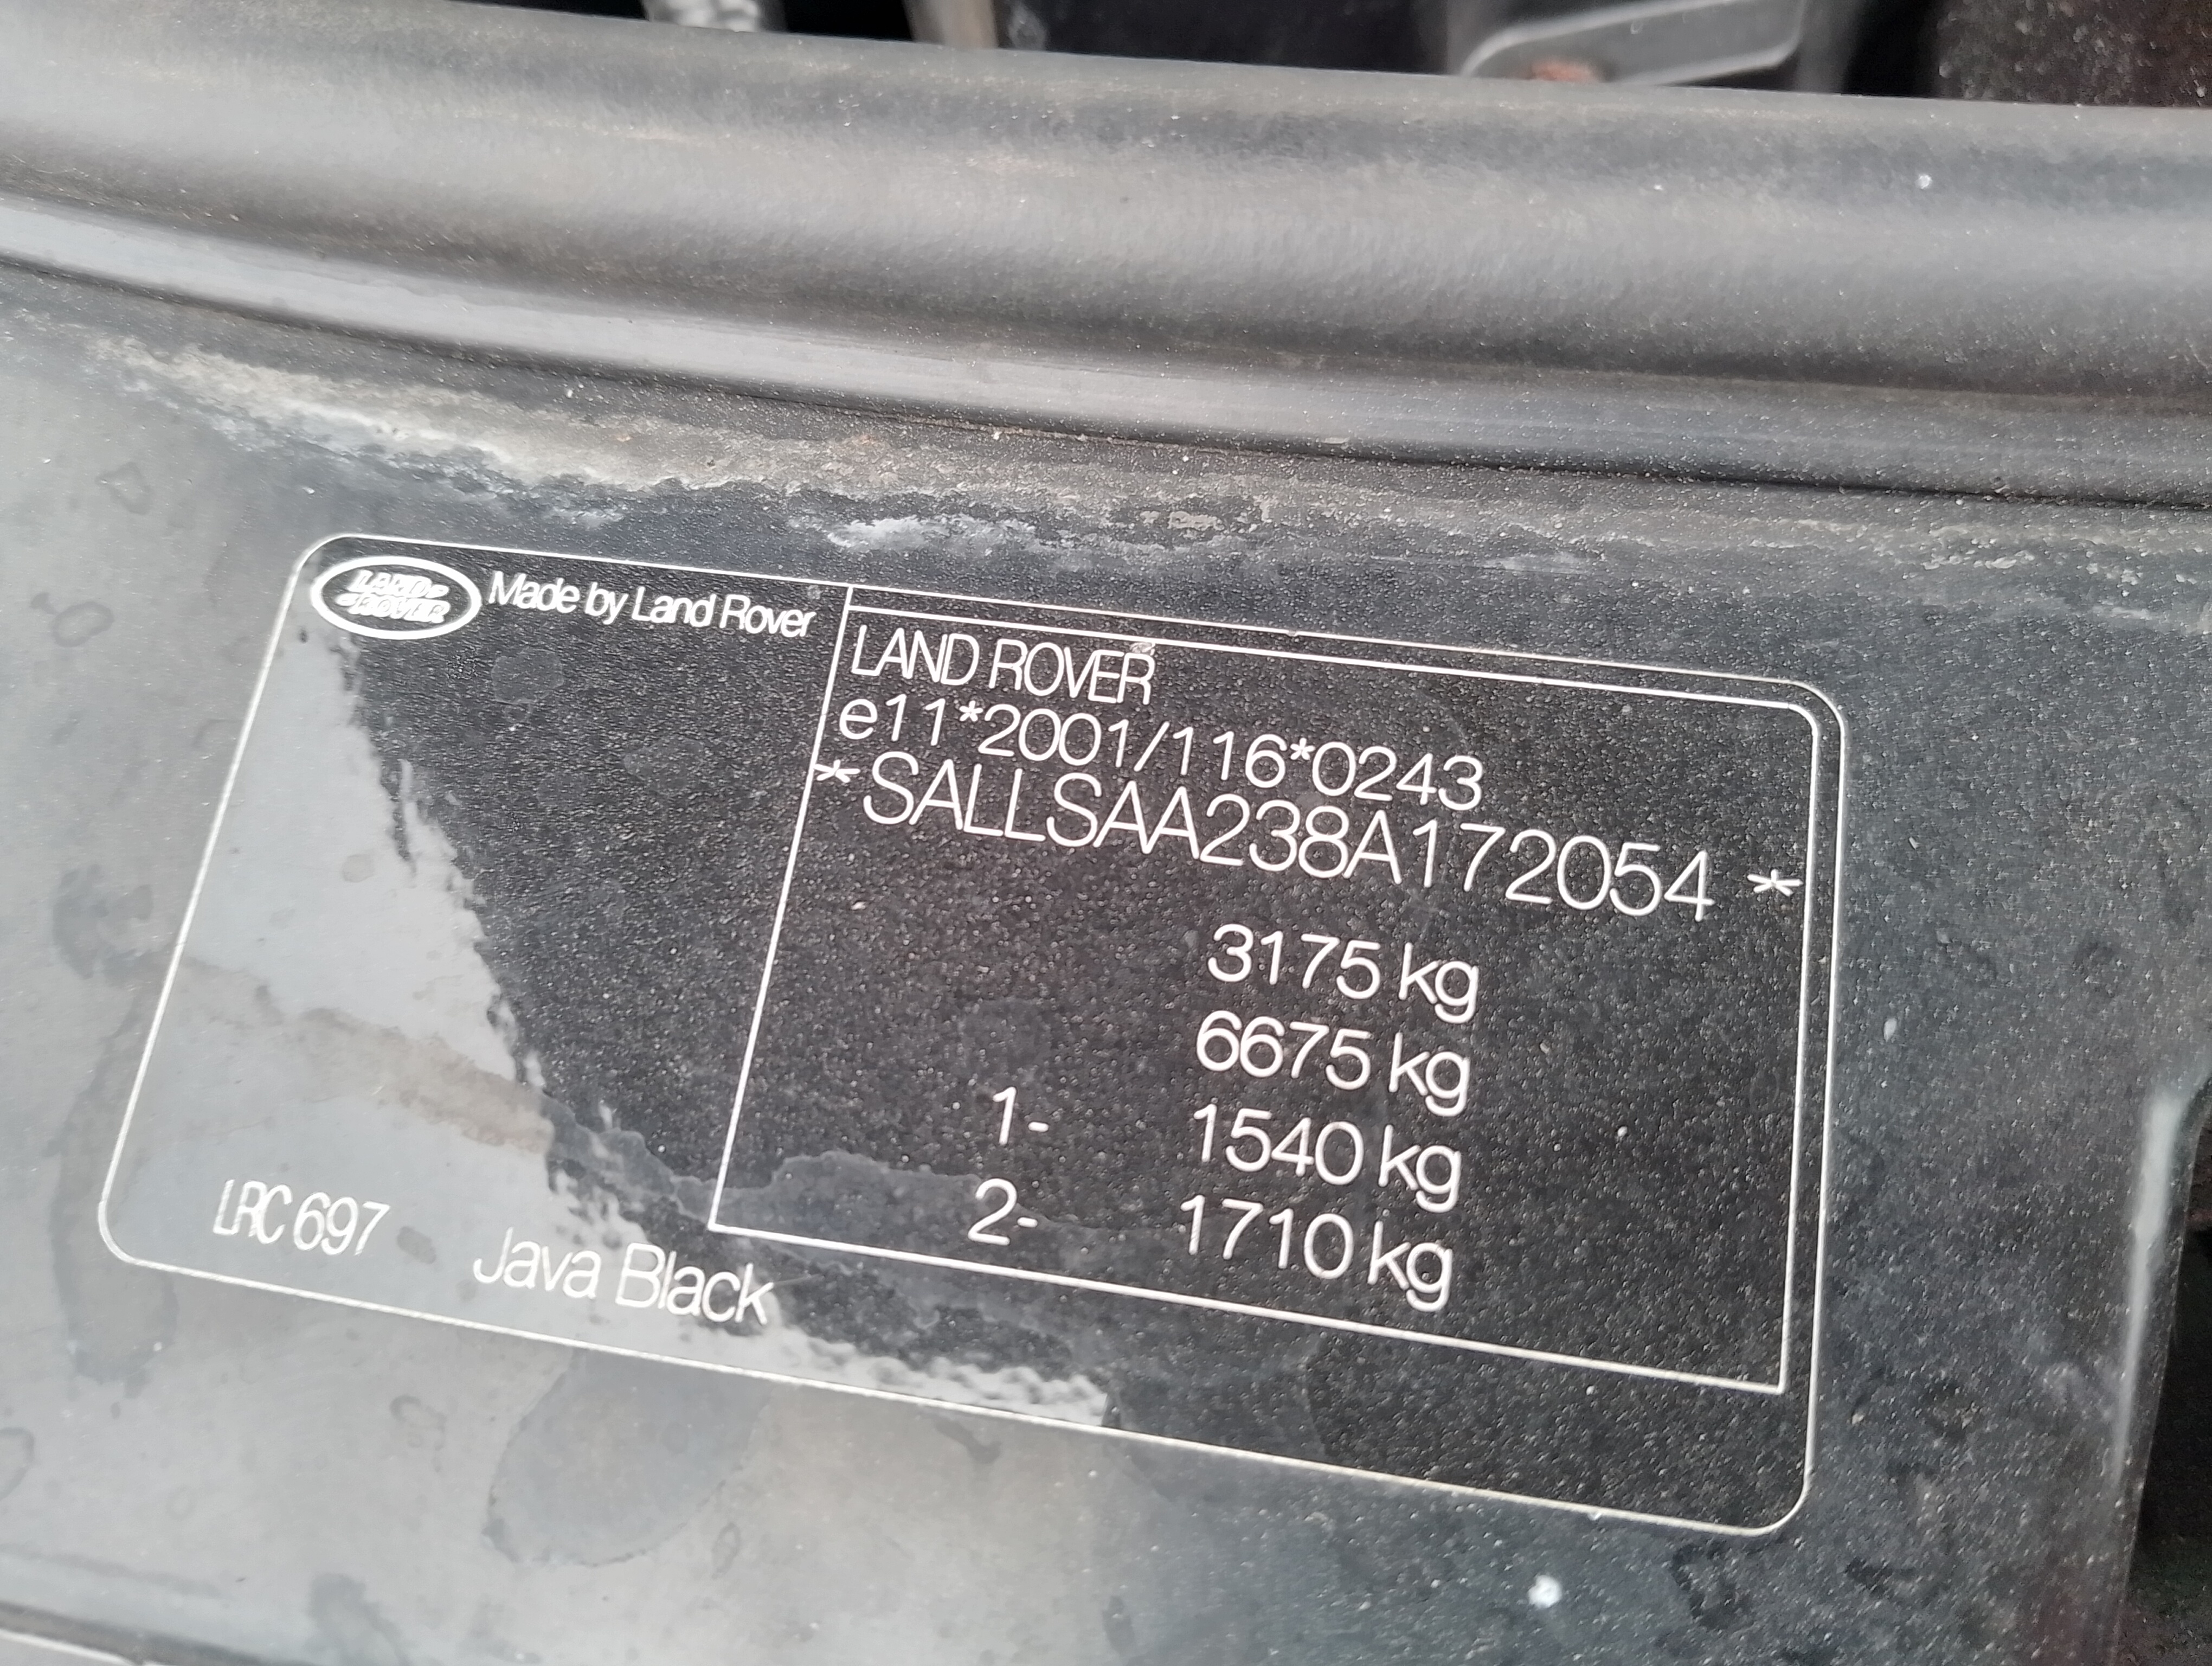 LAND
ROVER
Made by Land Rover
LAND ROVER
e11*2001/116*0243
*SALLSAA238A172054 *
3175 kg
6675 kg
1- 1540 kg
2- 1710 kg
LRC 697 Java Black